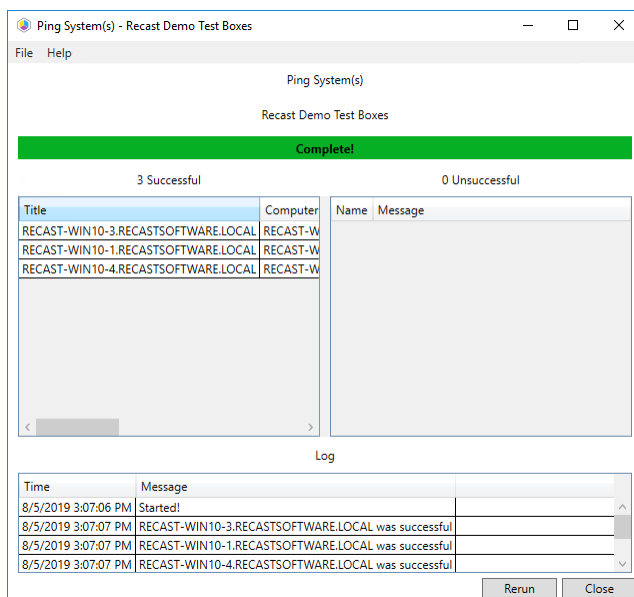 Ping System(s) - Recast Demo Test Boxes
File Help
Ping System(s)
Recast Demo Test Boxes
Complete!
3 Successful 0 Unsuccessful
Title Computer Name Message
RECAST-WIN10-3.RECASTSOFTWARE.LOCAL RECAST-W
RECAST-WIN10-1.RECASTSOFTWARE.LOCAL RECAST-W
RECAST-WIN10-4.RECASTSOFTWARE.LOCAL RECAST-W
Log
Time Message
8/5/2019 3:07:06 PM Started!
8/5/2019 3:07:07 PM RECAST-WIN10-3.RECASTSOFTWARE.LOCAL was successful
8/5/2019 3:07:07 PM RECAST-WIN10-1.RECASTSOFTWARE.LOCAL was successful
8/5/2019 3:07:07 PM RECAST-WIN10-4.RECASTSOFTWARE.LOCAL was successful
Rerun Close